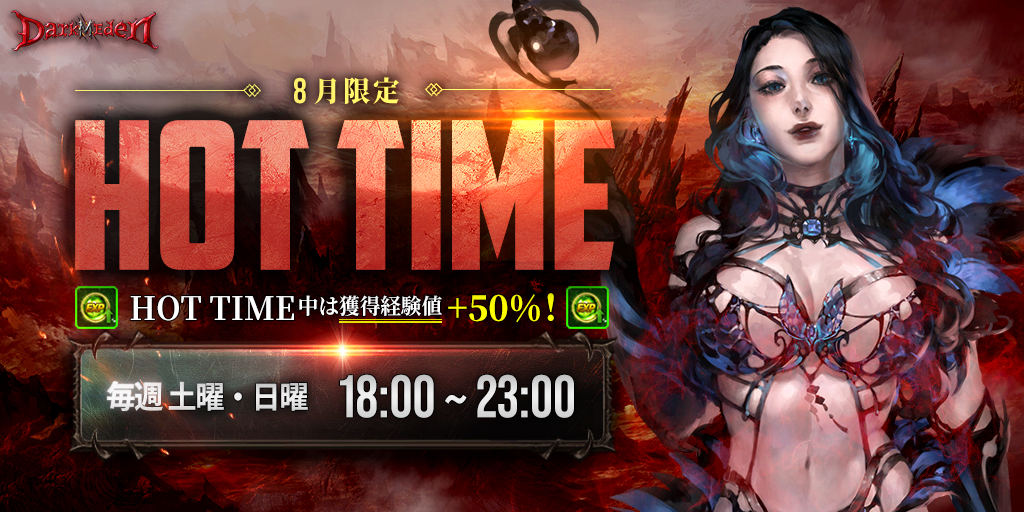 DarkEden
8月限定
HOT TIME
EXP HOT TIME中は獲得経験値 +50%! EXP
毎週 土曜・日曜 18:00 ~ 23:00